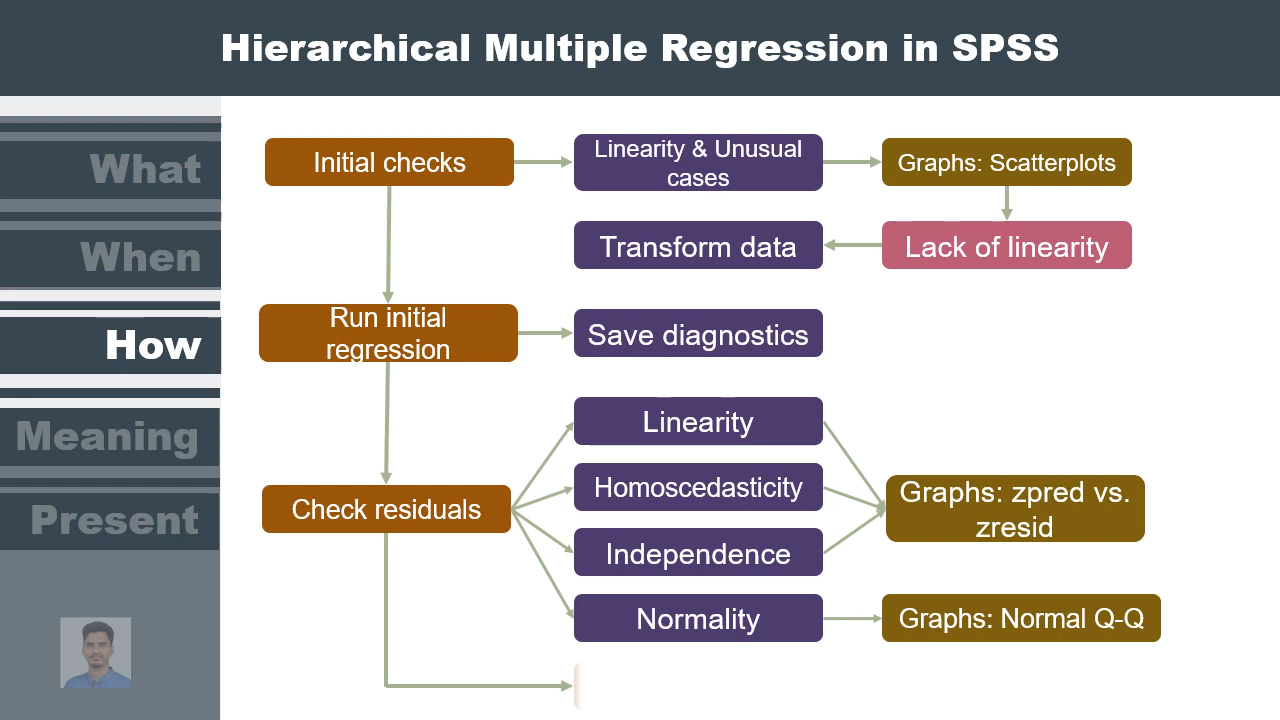 Hierarchical Multiple Regression in SPSS
What
When
How
Meaning
Present
Initial checks
Linearity & Unusual
cases
Graphs: Scatterplots
Transform data
Lack of linearity
Run initial
regression
Save diagnostics
Check residuals
Linearity
Homoscedasticity
Independence
Normality
Graphs: zpred vs.
zresid
Graphs: Normal Q-Q